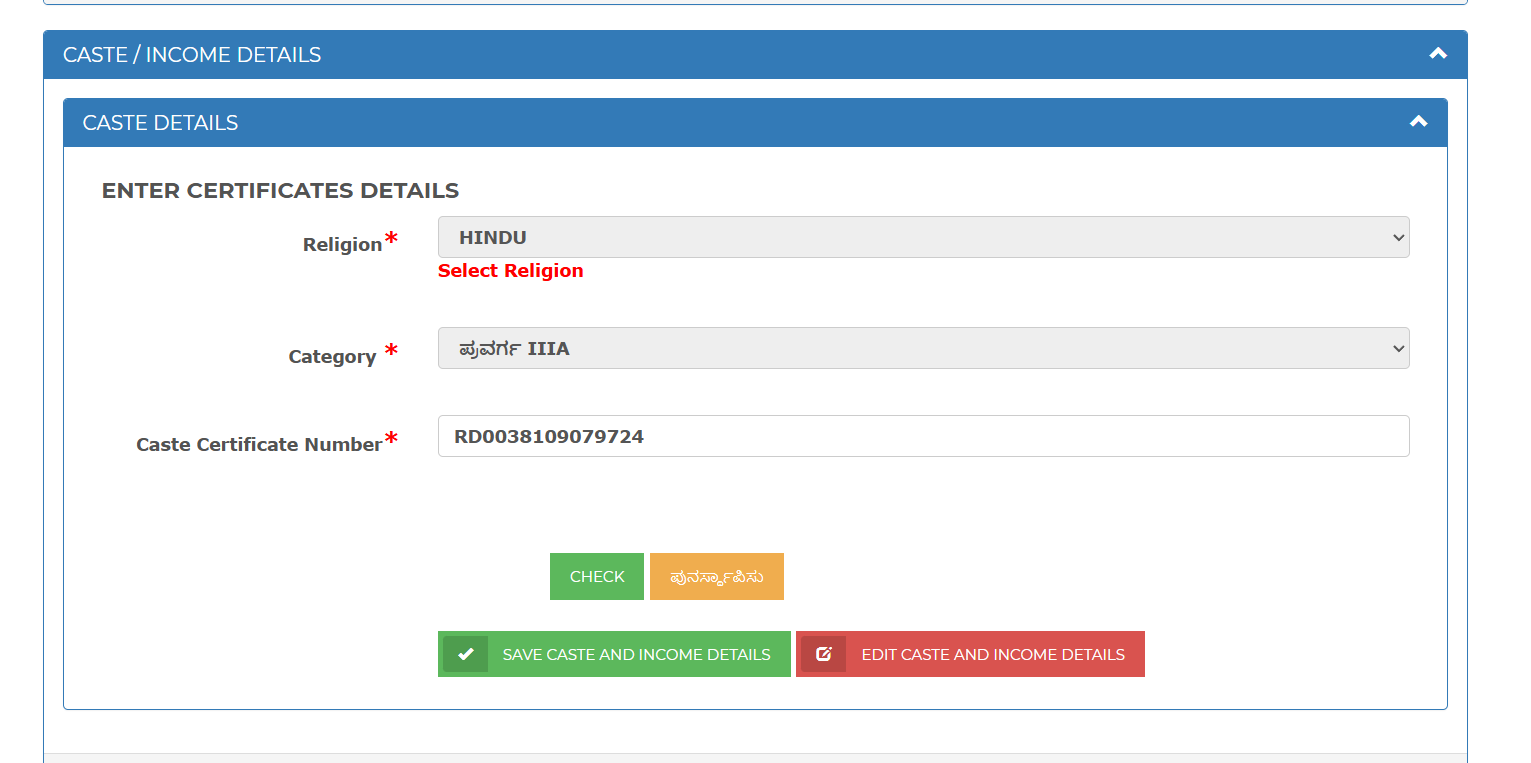 CASTE / INCOME DETAILS
CASTE DETAILS
ENTER CERTIFICATES DETAILS
Religion*
HINDU
Select Religion
Category *
ಪ್ರವರ್ಗ IIIA
Caste Certificate Number*
RD0038109079724
CHECK ಪುನರ್ಸ್ಥಾಪಿಸು
SAVE CASTE AND INCOME DETAILS EDIT CASTE AND INCOME DETAILS